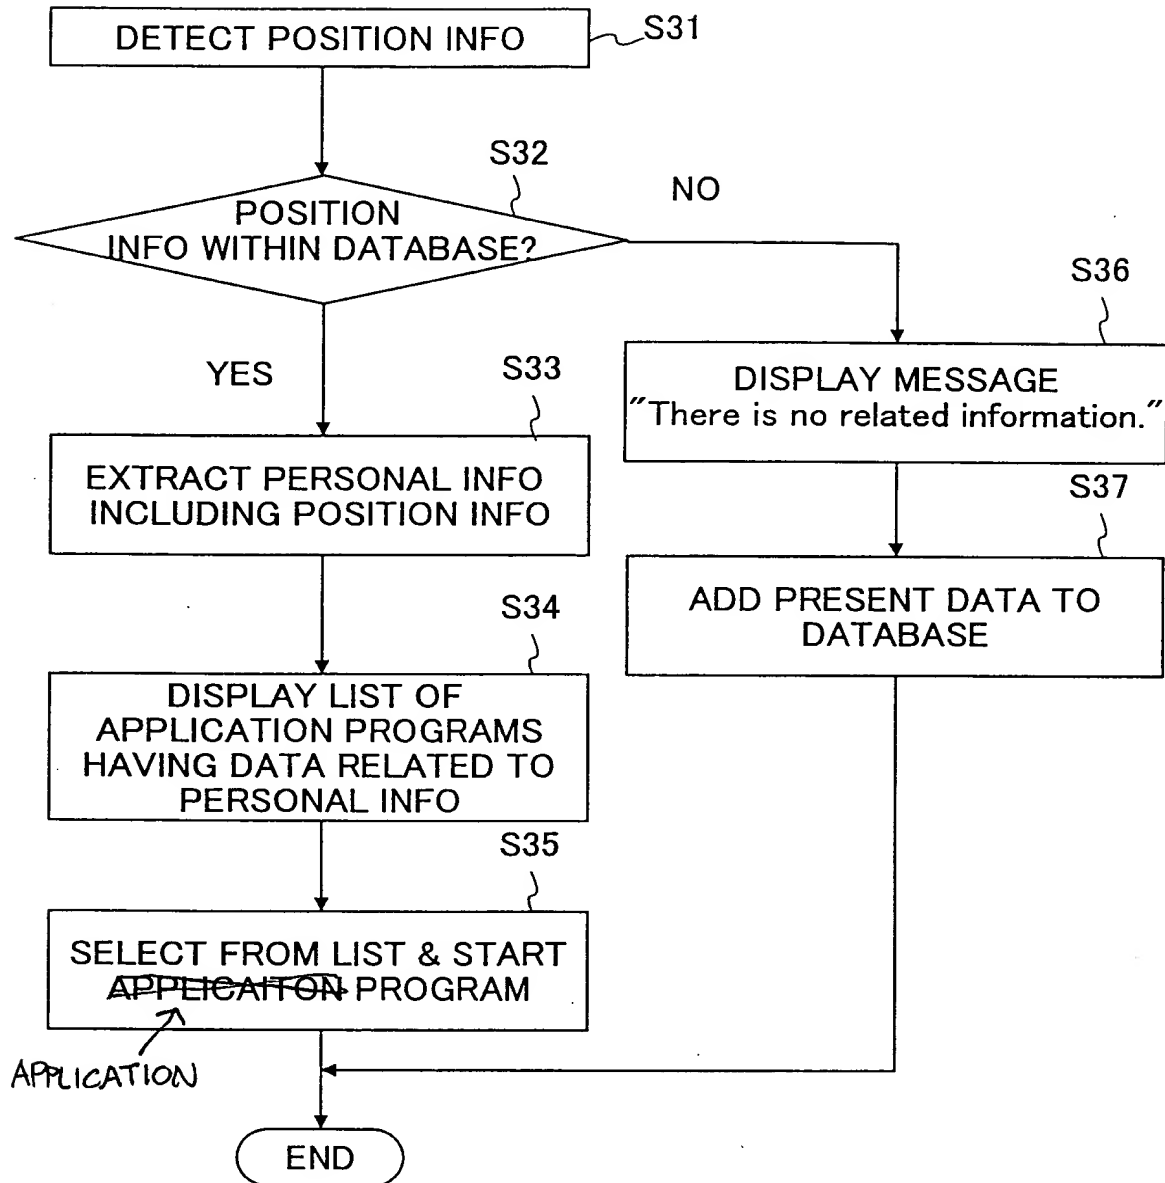 DETECT POSITION INFO
S31
S32
POSITION
INFO WITHIN DATABASE?
NO
YES
S33
EXTRACT PERSONAL INFO
INCLUDING POSITION INFO
S34
DISPLAY LIST OF
APPLICATION PROGRAMS
HAVING DATA RELATED TO
PERSONAL INFO
S35
SELECT FROM LIST & START
APPLICAITON PROGRAM
APPLICATION
S36
DISPLAY MESSAGE
"There is no related information."
S37
ADD PRESENT DATA TO
DATABASE
END